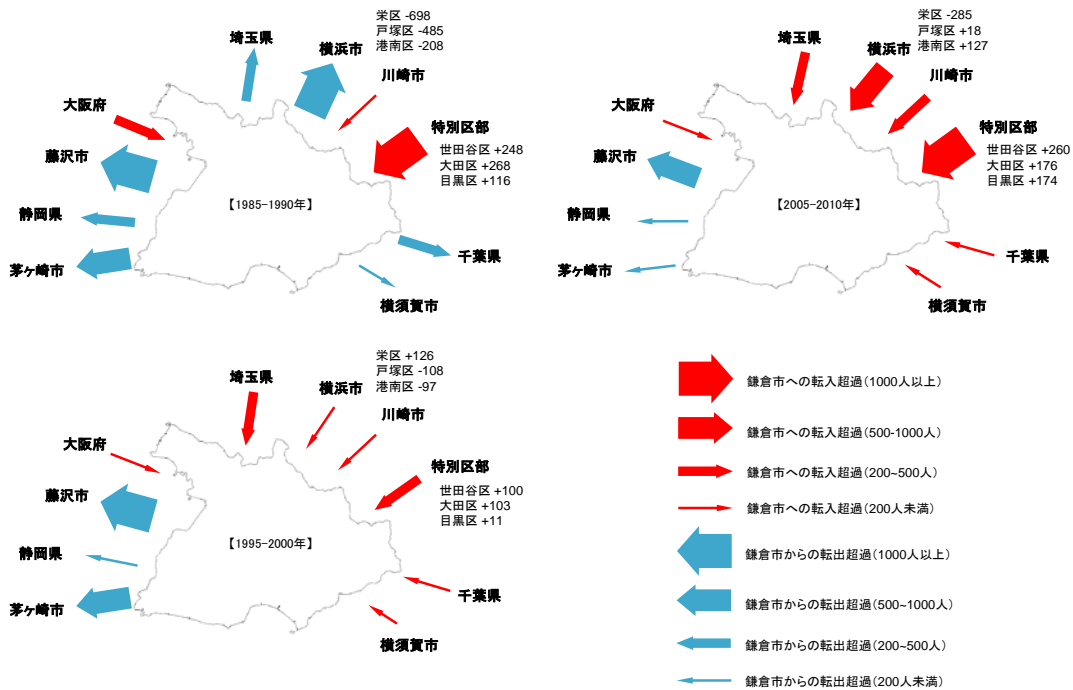 栄区 -698
戸塚区 -485
港南区 -208
埼玉県
横浜市
川崎市
大阪府
特別区部
世田谷区 +248
大田区 +268
目黒区 +116
藤沢市
【1985-1990年】
静岡県
千葉県
茅ヶ崎市
横須賀市
栄区 -285
戸塚区 +18
港南区 +127
埼玉県
横浜市
川崎市
大阪府
特別区部
世田谷区 +260
大田区 +176
目黒区 +174
藤沢市
【2005-2010年】
静岡県
千葉県
茅ヶ崎市
横須賀市
栄区 +126
戸塚区 -108
港南区 -97
埼玉県
横浜市
川崎市
大阪府
特別区部
世田谷区 +100
大田区 +103
目黒区 +11
藤沢市
【1995-2000年】
静岡県
千葉県
茅ヶ崎市
横須賀市
鎌倉市への転入超過(1000人以上)
鎌倉市への転入超過(500-1000人)
鎌倉市への転入超過(200~500人)
鎌倉市への転入超過(200人未満)
鎌倉市からの転出超過(1000人以上)
鎌倉市からの転出超過(500~1000人)
鎌倉市からの転出超過(200~500人)
鎌倉市からの転出超過(200人未満)